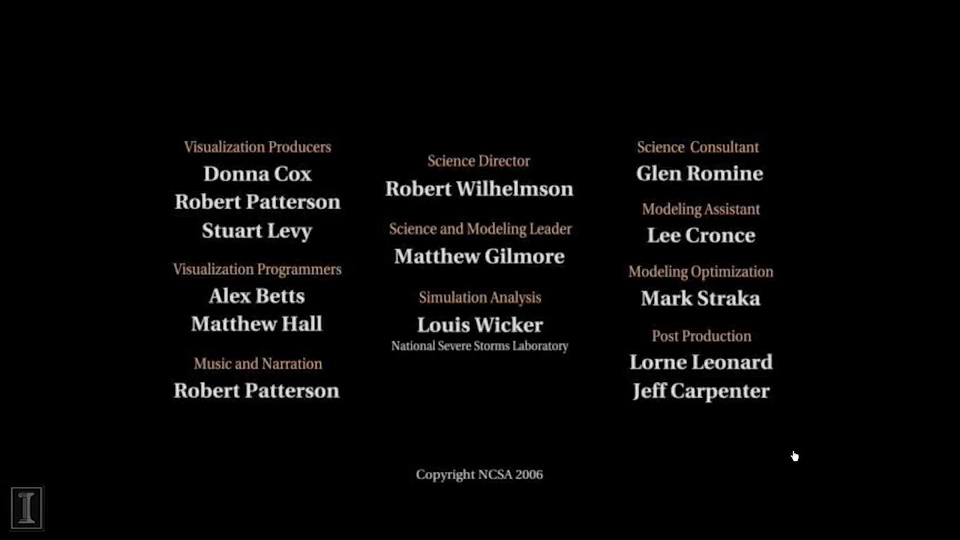 Visualization Producers
Donna Cox
Robert Patterson
Stuart Levy
Visualization Programmers
Alex Betts
Matthew Hall
Music and Narration
Robert Patterson
Science Director
Robert Wilhelmson
Science and Modeling Leader
Matthew Gilmore
Simulation Analysis
Louis Wicker
National Severe Storms Laboratory
Science Consultant
Glen Romine
Modeling Assistant
Lee Cronce
Modeling Optimization
Mark Straka
Post Production
Lorne Leonard
Jeff Carpenter
Copyright NCSA 2006
I